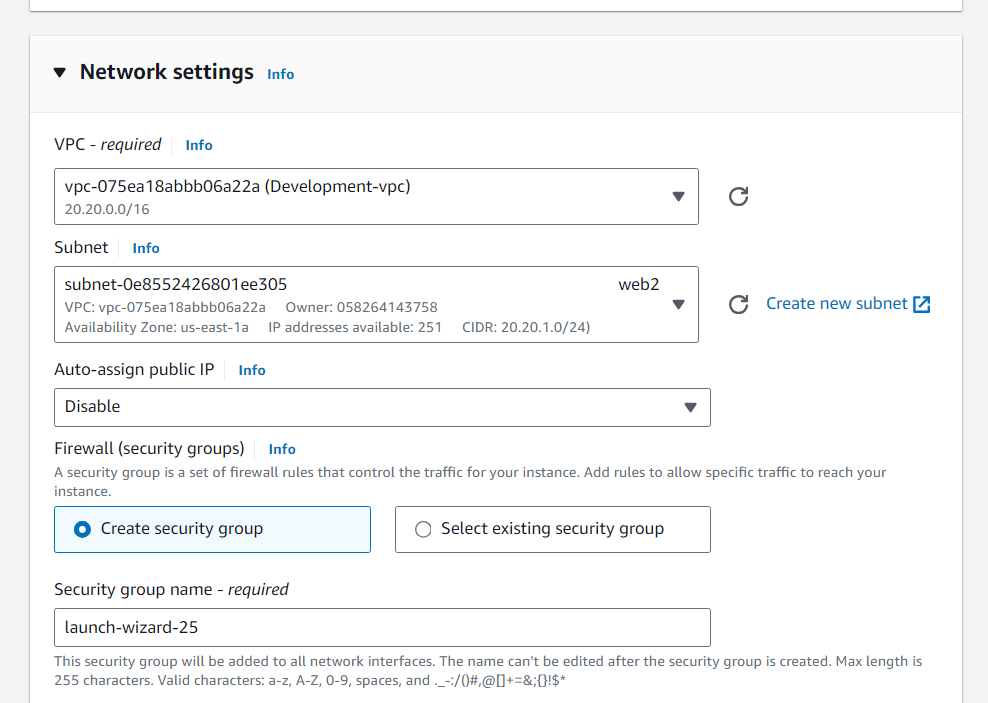 Network settings Info
VPC - required Info
vpc-075ea18abbb06a22a (Development-vpc)
20.20.0.0/16
Subnet Info
subnet-0e8552426801ee305 web2
VPC: vpc-075ea18abbb06a22a Owner: 058264143758
Availability Zone: us-east-1a IP addresses available: 251 CIDR: 20.20.1.0/24)
Create new subnet
Auto-assign public IP Info
Disable
Firewall (security groups) Info
A security group is a set of firewall rules that control the traffic for your instance. Add rules to allow specific traffic to reach your
instance.
Create security group
Select existing security group
Security group name - required
launch-wizard-25
This security group will be added to all network interfaces. The name can't be edited after the security group is created. Max length is
255 characters. Valid characters: a-z, A-Z, 0-9, spaces, and ._-:/()#,@[]+=&;{}!$*